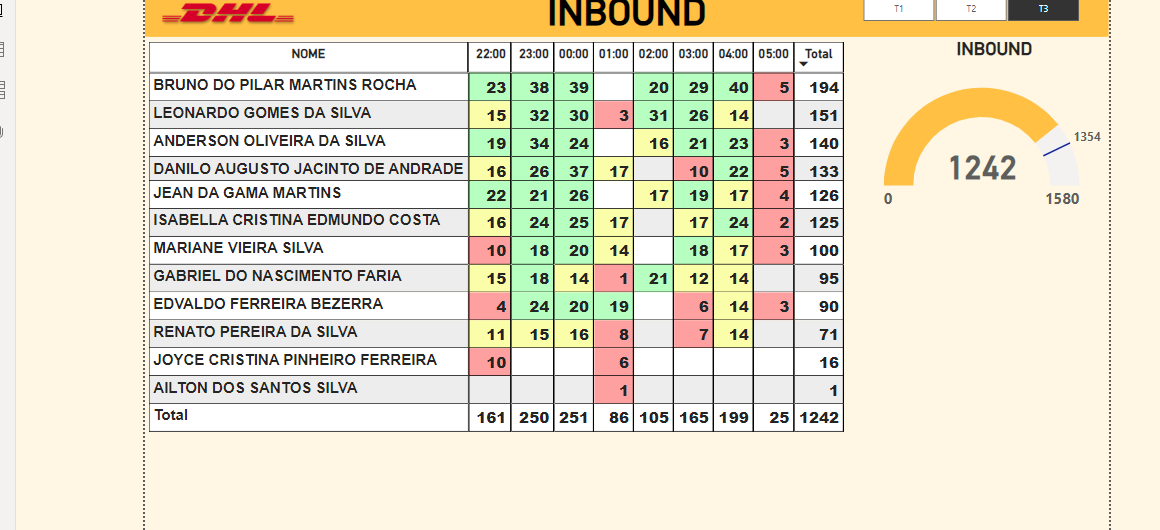 DHL INBOUND T1 T2 T3
NOME 22:00 23:00 00:00 01:00 02:00 03:00 04:00 05:00 Total
BRUNO DO PILAR MARTINS ROCHA 23 38 39 20 29 40 5 194
LEONARDO GOMES DA SILVA 15 32 30 3 31 26 14 151
ANDERSON OLIVEIRA DA SILVA 19 34 24 16 21 23 3 140
DANILO AUGUSTO JACINTO DE ANDRADE 16 26 37 17 10 22 5 133
JEAN DA GAMA MARTINS 22 21 26 17 19 17 4 126
ISABELLA CRISTINA EDMUNDO COSTA 16 24 25 17 17 24 2 125
MARIANE VIEIRA SILVA 10 18 20 14 18 17 3 100
GABRIEL DO NASCIMENTO FARIA 15 18 14 1 21 12 14 95
EDVALDO FERREIRA BEZERRA 4 24 20 19 6 14 3 90
RENATO PEREIRA DA SILVA 11 15 16 8 7 14 71
JOYCE CRISTINA PINHEIRO FERREIRA 10 6 16
AILTON DOS SANTOS SILVA 1 1
Total 161 250 251 86 105 165 199 25 1242
INBOUND
1354
1242
0 1580